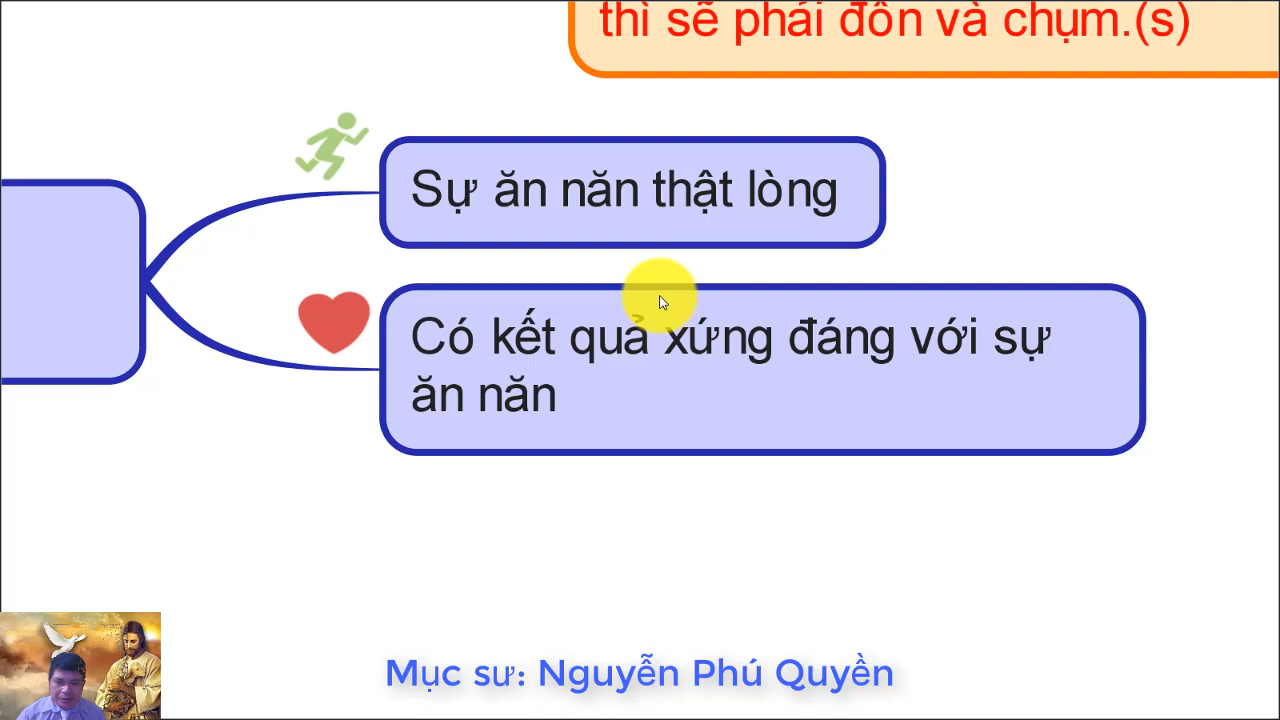 thì sẽ phải đốn và chụm.(s)
Sự ăn năn thật lòng
Có kết quả xứng đáng với sự
ăn năn
Mục sư: Nguyễn Phú Quyền